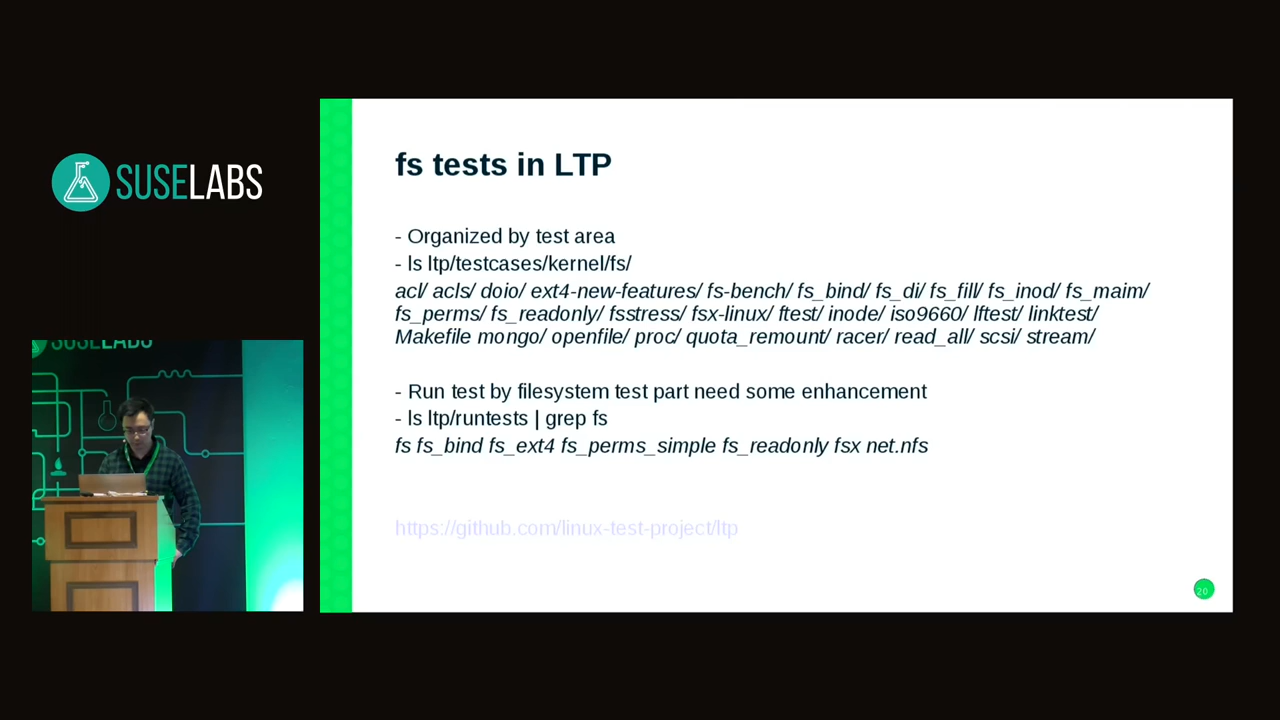 SUSELABS
SUSELABS
fs tests in LTP
- Organized by test area
- ls ltp/testcases/kernel/fs/
acl/ acls/ doio/ ext4-new-features/ fs-bench/ fs_bind/ fs_di/ fs_fill/ fs_inod/ fs_maim/
fs_perms/ fs_readonly/ fsstress/ fsx-linux/ ftest/ inode/ iso9660/ lftest/ linktest/
Makefile mongo/ openfile/ proc/ quota_remount/ racer/ read_all/ scsi/ stream/
- Run test by filesystem test part need some enhancement
- ls ltp/runtests | grep fs
fs fs_bind fs_ext4 fs_perms_simple fs_readonly fsx net.nfs
https://github.com/linux-test-project/ltp
20